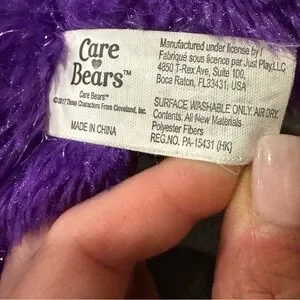 Care
Bears™
Care Bears™
©2017 Those Characters From Cleveland, Inc.
MADE IN CHINA
Manufactured under license by /
Fabriqué sous licence par Just Play, LLC
4850 T-Rex Ave, Suite 100,
Boca Raton, FL33431, USA
SURFACE WASHABLE ONLY. AIR DRY.
Contents: All New Materials
Polyester Fibers
REG.NO. PA-15431 (HK)